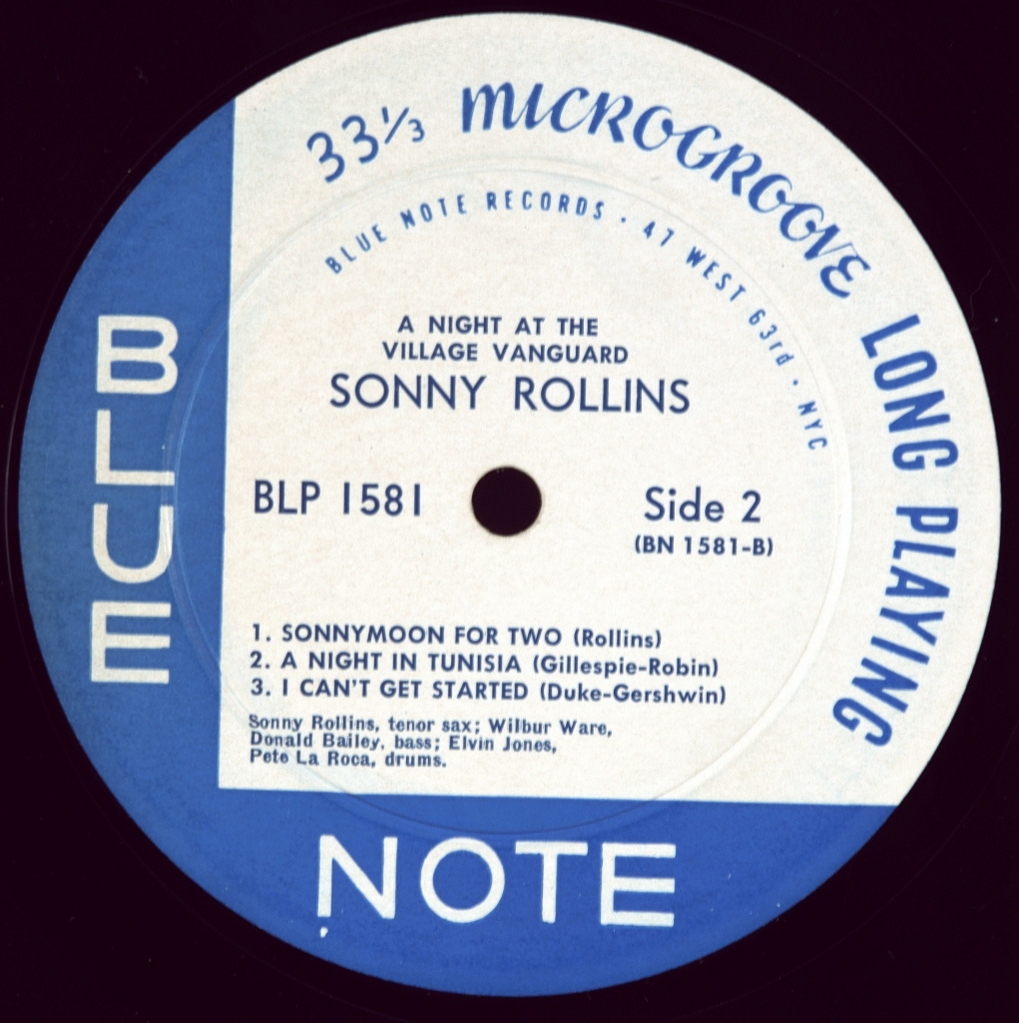 33⅓ MICROGROOVE LONG PLAYING
BLUE NOTE RECORDS · 47 WEST 63rd · NYC
A NIGHT AT THE
VILLAGE VANGUARD
SONNY ROLLINS
BLP 1581
Side 2
(BN 1581-B)
1. SONNYMOON FOR TWO (Rollins)
2. A NIGHT IN TUNISIA (Gillespie-Robin)
3. I CAN'T GET STARTED (Duke-Gershwin)
Sonny Rollins, tenor sax; Wilbur Ware,
Donald Bailey, bass; Elvin Jones,
Pete La Roca, drums.
BLUE
NOTE